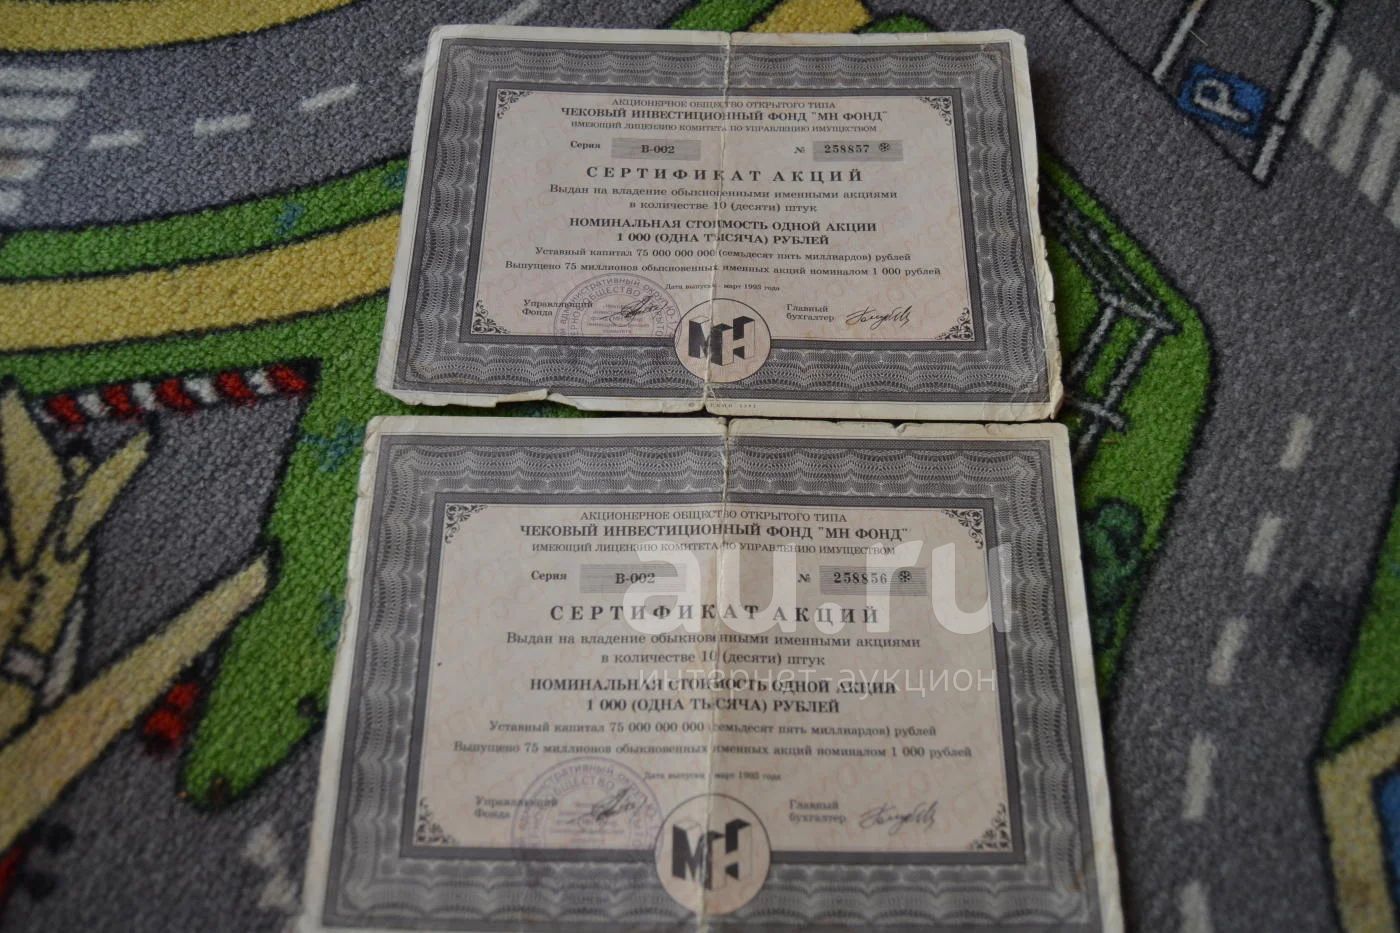 P
АКЦИОНЕРНОЕ ОБЩЕСТВО ОТКРЫТОГО ТИПА
ЧЕКОВЫЙ ИНВЕСТИЦИОННЫЙ ФОНД "МН ФОНД"
ИМЕЮЩИЙ ЛИЦЕНЗИЮ КОМИТЕТА ПО УПРАВЛЕНИЮ ИМУЩЕСТВОМ
Серия В-002 № 258857
СЕРТИФИКАТ АКЦИЙ
Выдан на владение обыкновенными именными акциями
в количестве 10 (десяти) штук
НОМИНАЛЬНАЯ СТОИМОСТЬ ОДНОЙ АКЦИИ
1 000 (ОДНА ТЫСЯЧА) РУБЛЕЙ
Уставный капитал 75 000 000 000 (семьдесят пять миллиардов) рублей
Выпущено 75 миллионов обыкновенных именных акций номиналом 1 000 рублей
Дата выпуска - март 1993 года
Управляющий
Фонда
Главный
бухгалтер
МН
АКЦИОНЕРНОЕ ОБЩЕСТВО ОТКРЫТОГО ТИПА
ЧЕКОВЫЙ ИНВЕСТИЦИОННЫЙ ФОНД "МН ФОНД"
ИМЕЮЩИЙ ЛИЦЕНЗИЮ КОМИТЕТА ПО УПРАВЛЕНИЮ ИМУЩЕСТВОМ
Серия В-002 № 258856
СЕРТИФИКАТ АКЦИЙ
Выдан на владение обыкновенными именными акциями
в количестве 10 (десяти) штук
НОМИНАЛЬНАЯ СТОИМОСТЬ ОДНОЙ АКЦИИ
1 000 (ОДНА ТЫСЯЧА) РУБЛЕЙ
Уставный капитал 75 000 000 000 (семьдесят пять миллиардов) рублей
Выпущено 75 миллионов обыкновенных именных акций номиналом 1 000 рублей
Дата выпуска - март 1993 года
Управляющий
Фонда
Главный
бухгалтер
МН
au.ru
интернет-аукцион